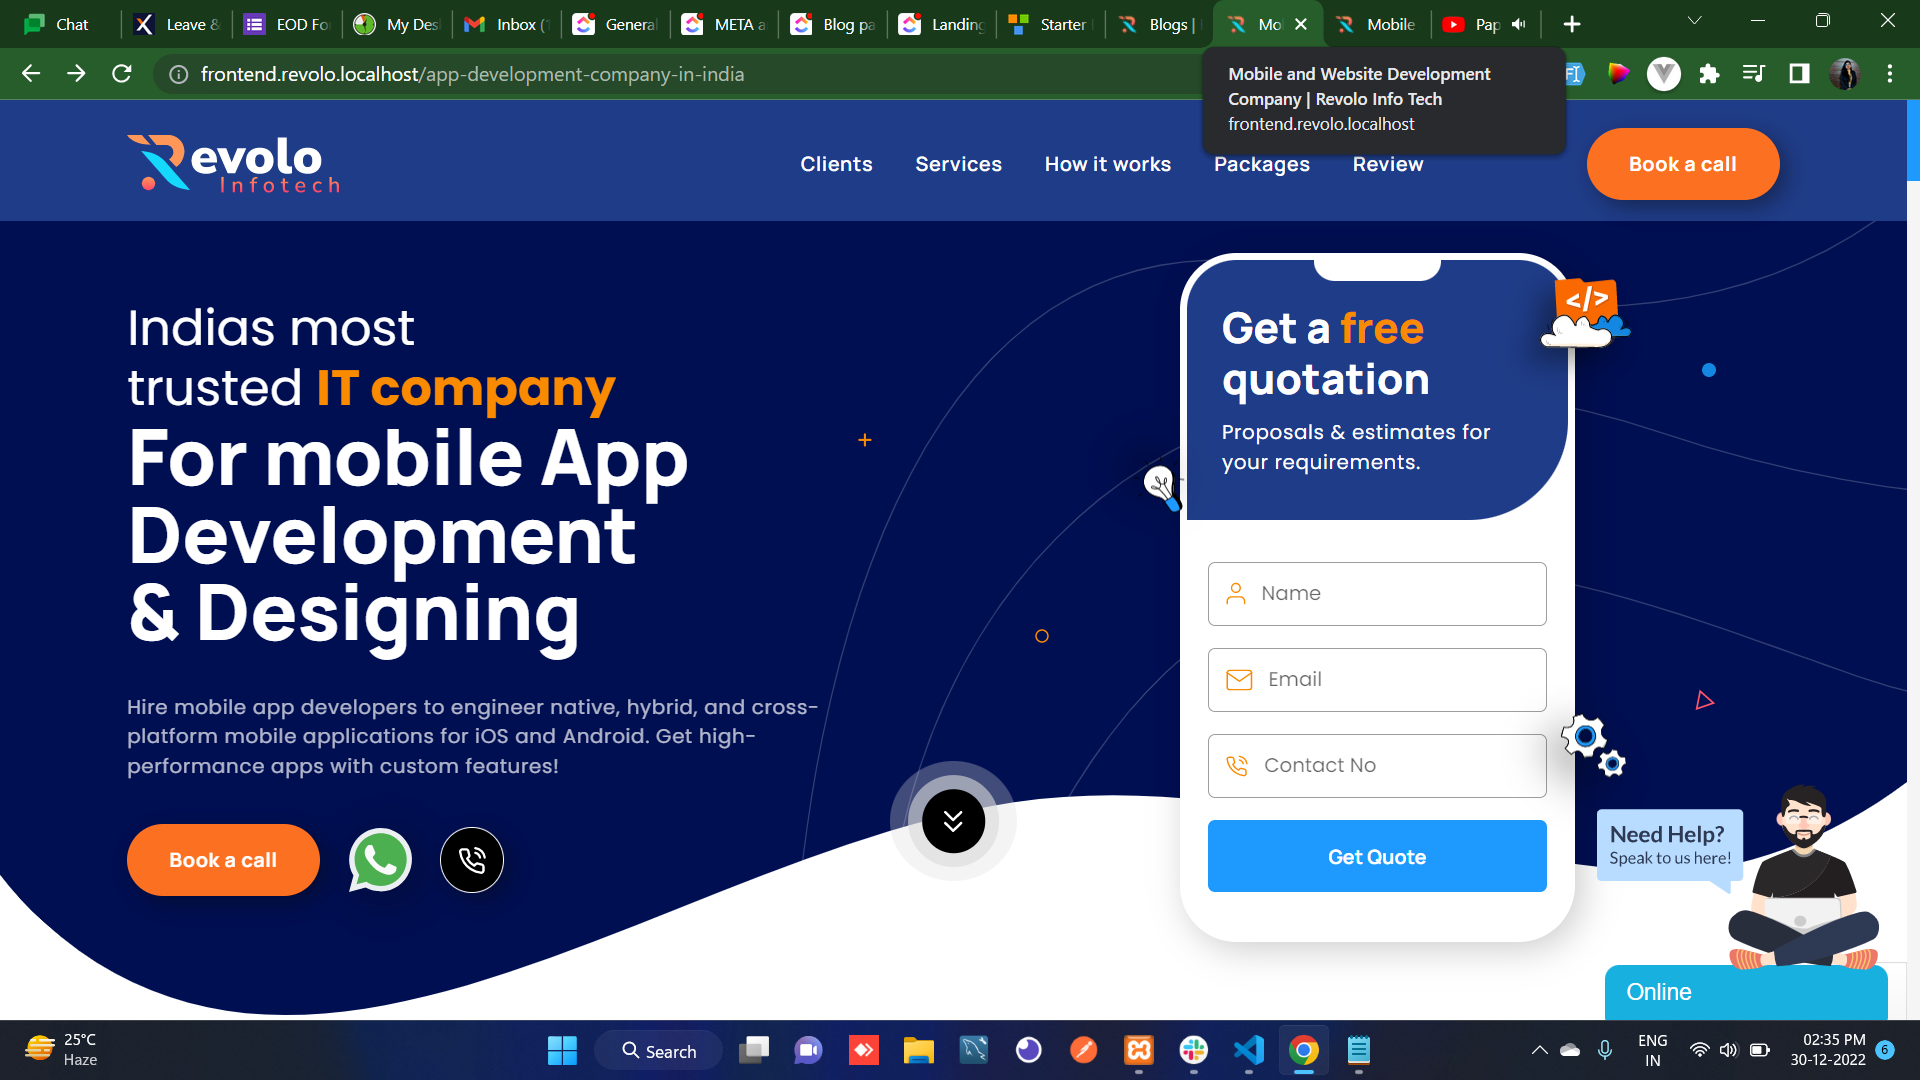 Chat
Leave &
EOD Fo
My Des
Inbox (
General
META a
Blog pa
Landing
Starter
Blogs |
Mo
Mobile
Pap
frontend.revolo.localhost/app-development-company-in-india
Mobile and Website Development
Company | Revolo Info Tech
frontend.revolo.localhost
Revolo
Infotech
Clients
Services
How it works
Packages
Review
Book a call
Indias most
trusted IT company
For mobile App
Development
& Designing
Hire mobile app developers to engineer native, hybrid, and cross-
platform mobile applications for iOS and Android. Get high-
performance apps with custom features!
Book a call
</>
Get a free
quotation
Proposals & estimates for
your requirements.
Name
Email
Contact No
Get Quote
Need Help?
Speak to us here!
Online
25°C
Haze
Search
ENG
IN
02:35 PM
30-12-2022
6